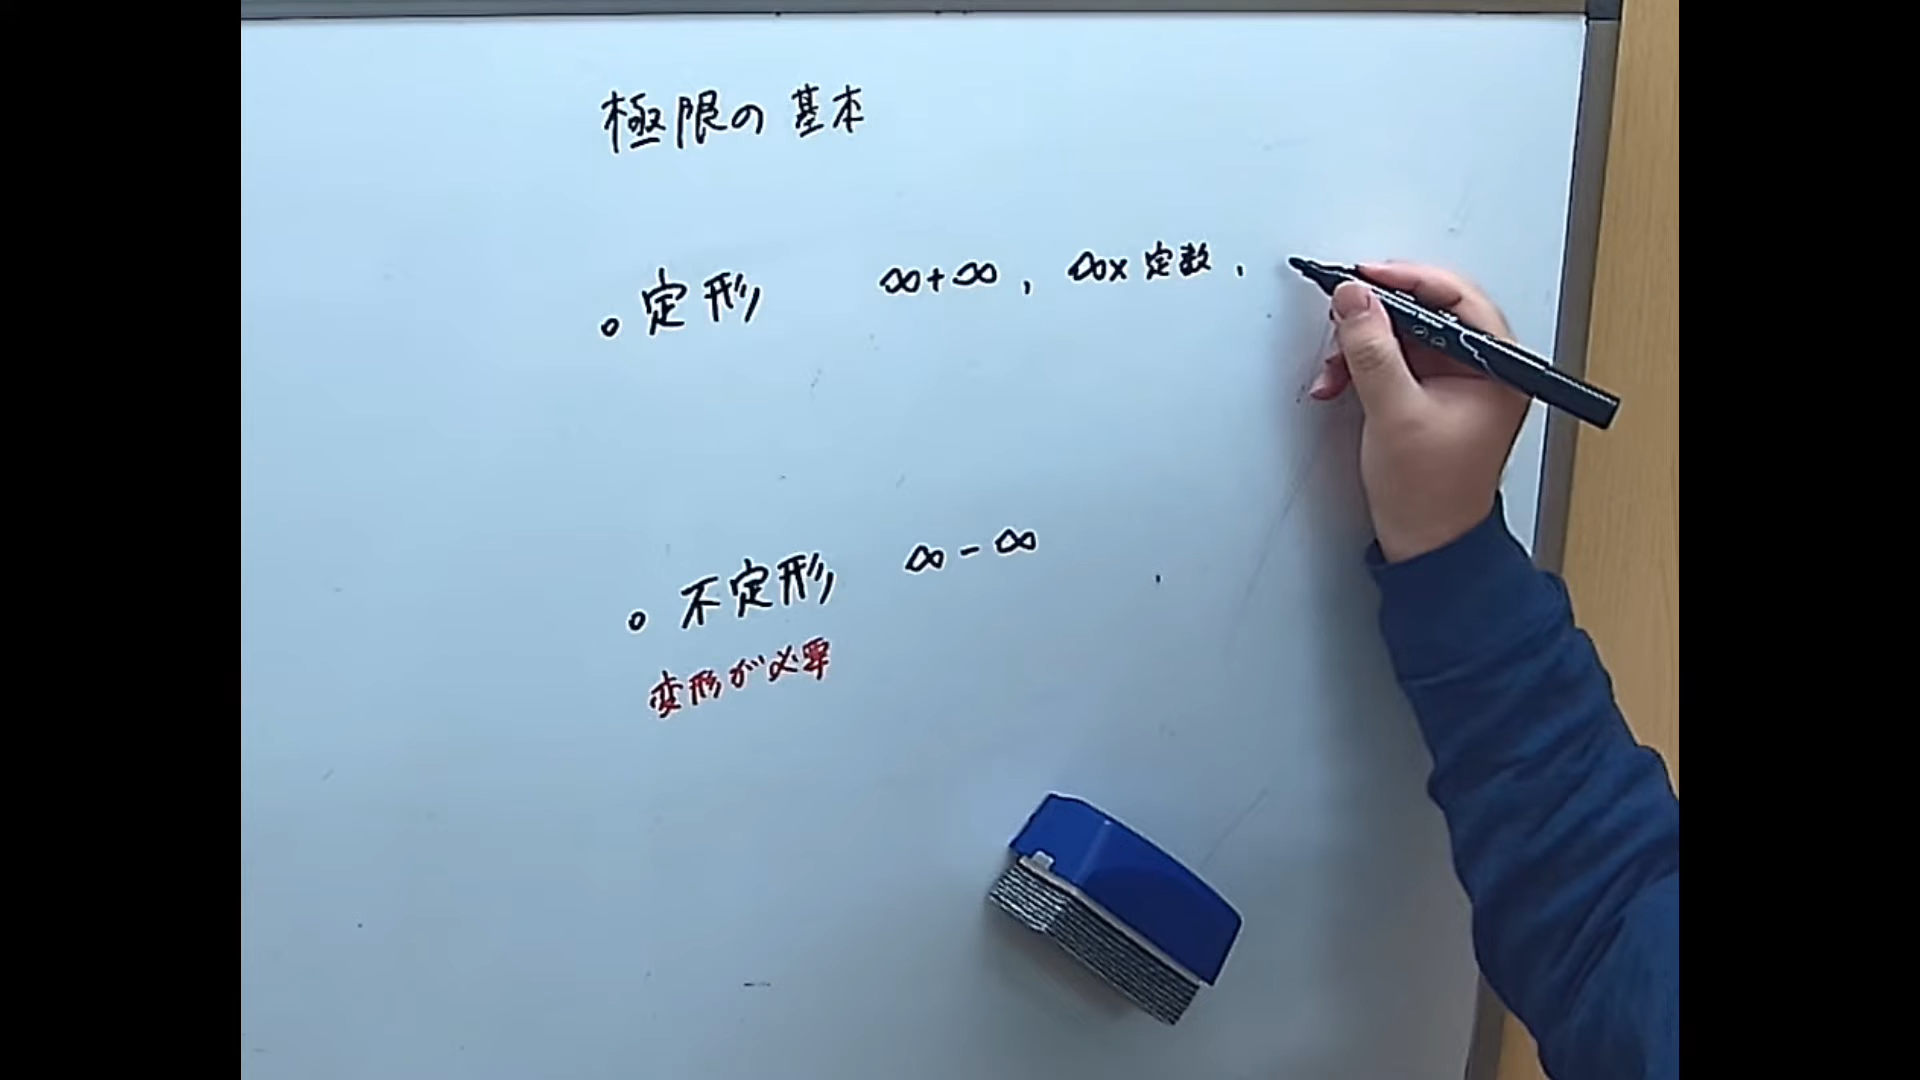 極限の基本
。定形 ∞+∞, ∞×定数,
。不定形 ∞-∞
変形が必要